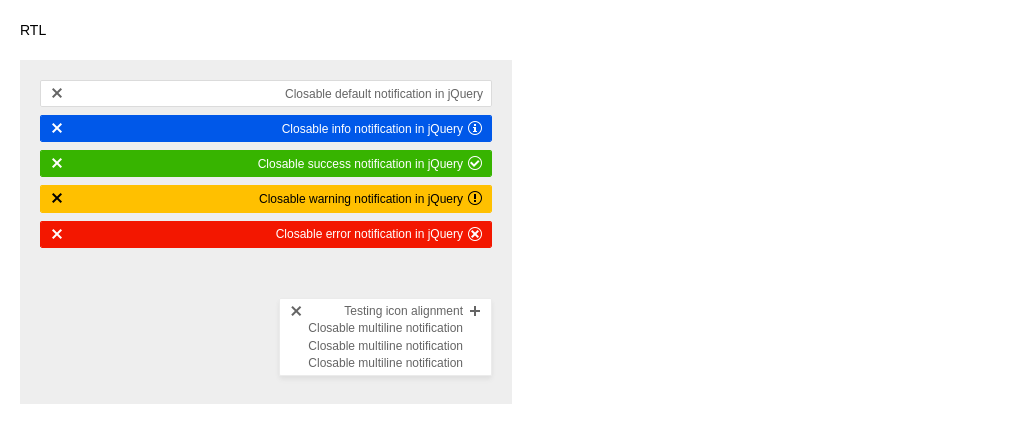 RTL
Closable default notification in jQuery
Closable info notification in jQuery
Closable success notification in jQuery
Closable warning notification in jQuery
Closable error notification in jQuery
Testing icon alignment
Closable multiline notification
Closable multiline notification
Closable multiline notification